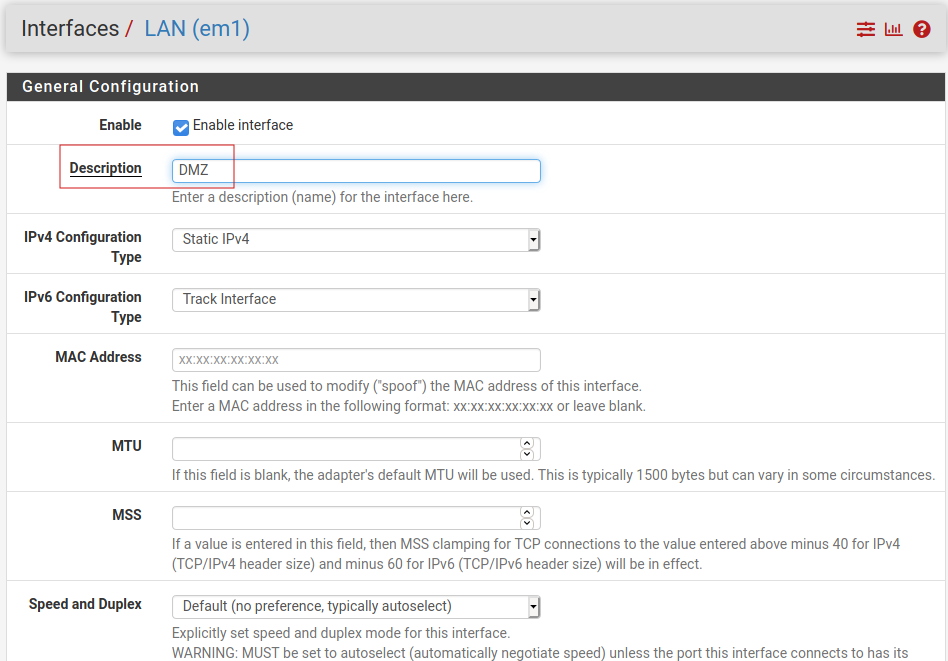 Interfaces / LAN (em1)
General Configuration
Enable Enable interface
Description DMZ
Enter a description (name) for the interface here.
IPv4 Configuration Type Static IPv4
IPv6 Configuration Type Track Interface
MAC Address xx:xx:xx:xx:xx:xx
This field can be used to modify ("spoof") the MAC address of this interface.
Enter a MAC address in the following format: xx:xx:xx:xx:xx:xx or leave blank.
MTU
If this field is blank, the adapter's default MTU will be used. This is typically 1500 bytes but can vary in some circumstances.
MSS
If a value is entered in this field, then MSS clamping for TCP connections to the value entered above minus 40 for IPv4
(TCP/IPv4 header size) and minus 60 for IPv6 (TCP/IPv6 header size) will be in effect.
Speed and Duplex Default (no preference, typically autoselect)
Explicitly set speed and duplex mode for this interface.
WARNING: MUST be set to autoselect (automatically negotiate speed) unless the port this interface connects to has its